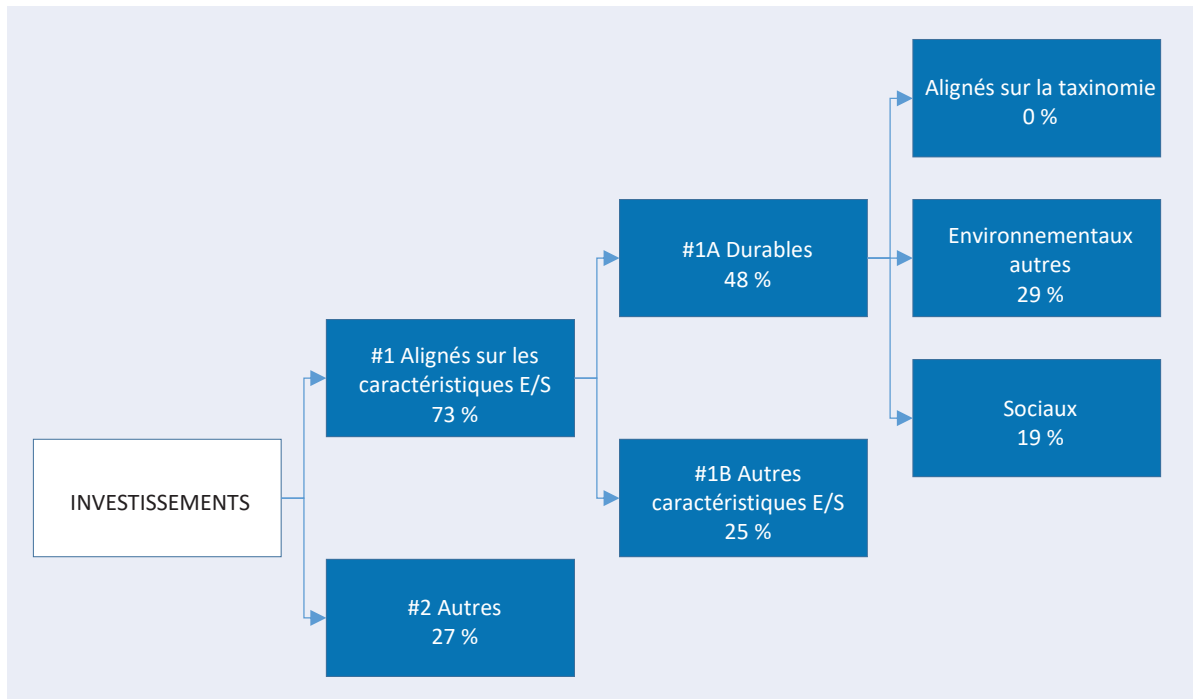 INVESTISSEMENTS
#1 Alignés sur les
caractéristiques E/S
73 %
#2 Autres
27 %
#1A Durables
48 %
#1B Autres
caractéristiques E/S
25 %
Alignés sur la taxinomie
0 %
Environnementaux
autres
29 %
Sociaux
19 %